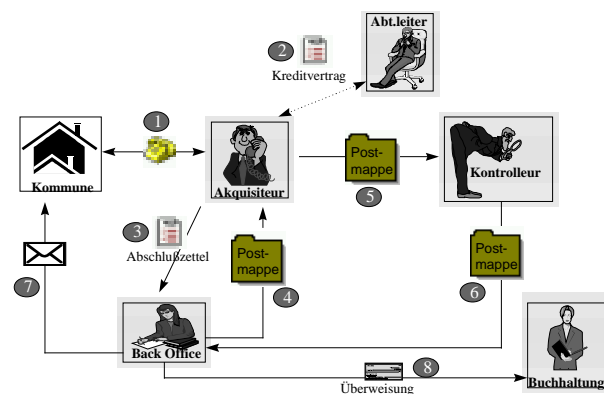 Abt.leiter
2
Kreditvertrag
1
Kommune
Akquisiteur
Post-
mappe
5
Kontrolleur
3
Abschlußzettel
Post-
mappe
4
Post-
mappe
6
7
Back Office
8
Überweisung
Buchhaltung